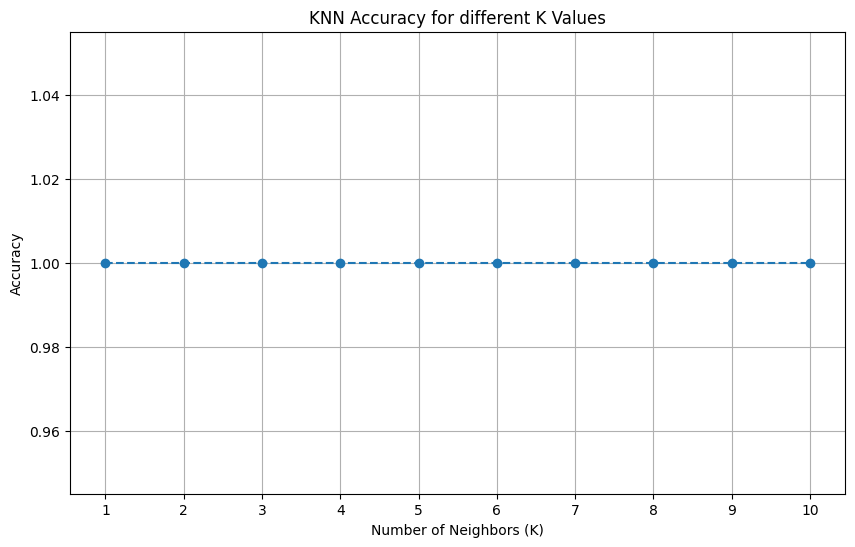 KNN Accuracy for different K Values
1.04
1.02
1.00
0.98
0.96
Accuracy
1 2 3 4 5 6 7 8 9 10
Number of Neighbors (K)